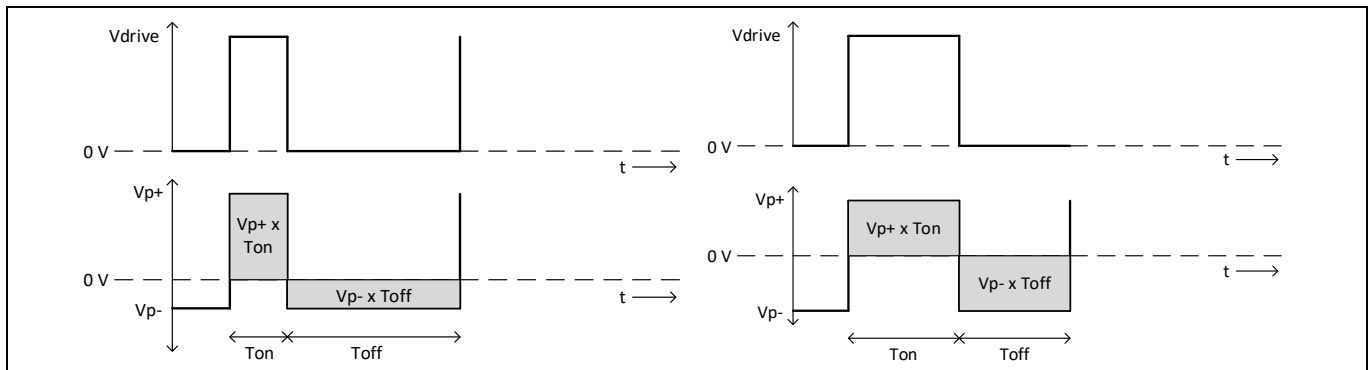 Vdrive
0 V
t
Vp+
Vp+ x
Ton
0 V
Vp- x Toff
t
Vp-
Ton
Toff
Vdrive
0 V
t
Vp+
Vp+ x Ton
0 V
Vp- x Toff
t
Vp-
Ton
Toff